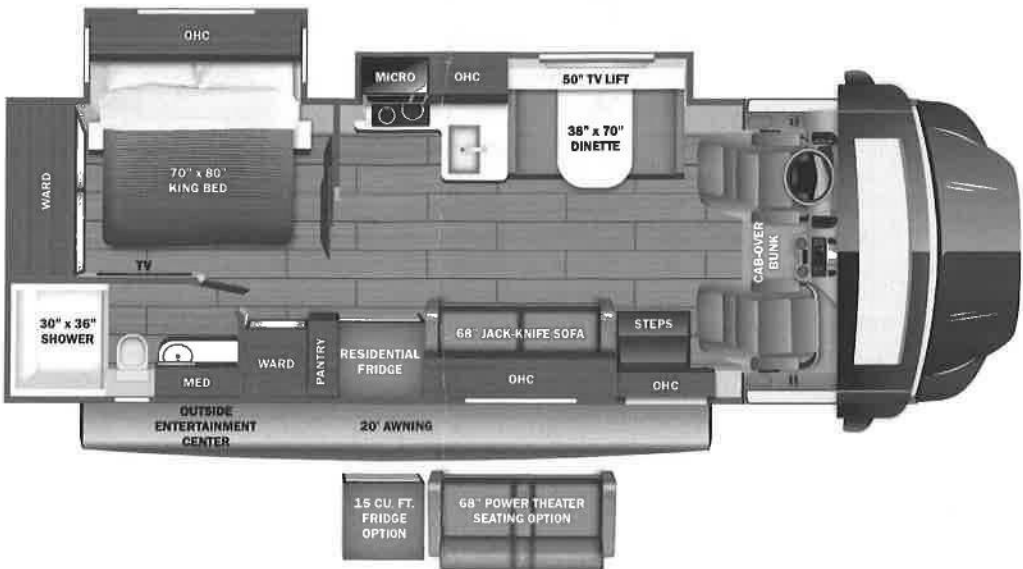 OHC
MICRO
OHC
50" TV LIFT
38" x 70"
DINETTE
70" x 80"
KING BED
WARD
CAB-OVER
BUNK
TV
30" x 36"
SHOWER
68" JACK-KNIFE SOFA
STEPS
WARD
PANTRY
RESIDENTIAL
FRIDGE
MED
OHC
OHC
OUTSIDE
ENTERTAINMENT
CENTER
20' AWNING
15 CU. FT.
FRIDGE
OPTION
68" POWER THEATER
SEATING OPTION